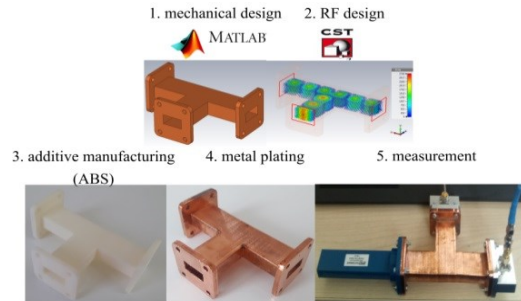 1. mechanical design 2. RF design
MATLAB CST
3. additive manufacturing 4. metal plating 5. measurement
(ABS)